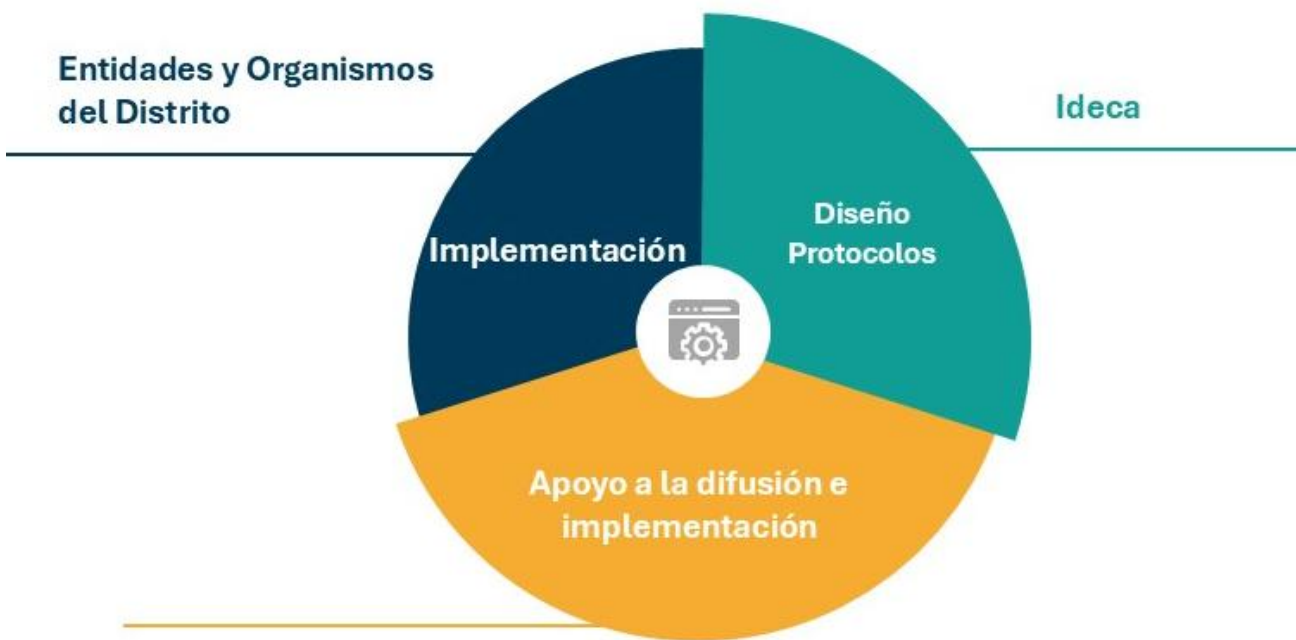 Entidades y Organismos
del Distrito
Ideca
Implementación
Diseño
Protocolos
Apoyo a la difusión e
implementación